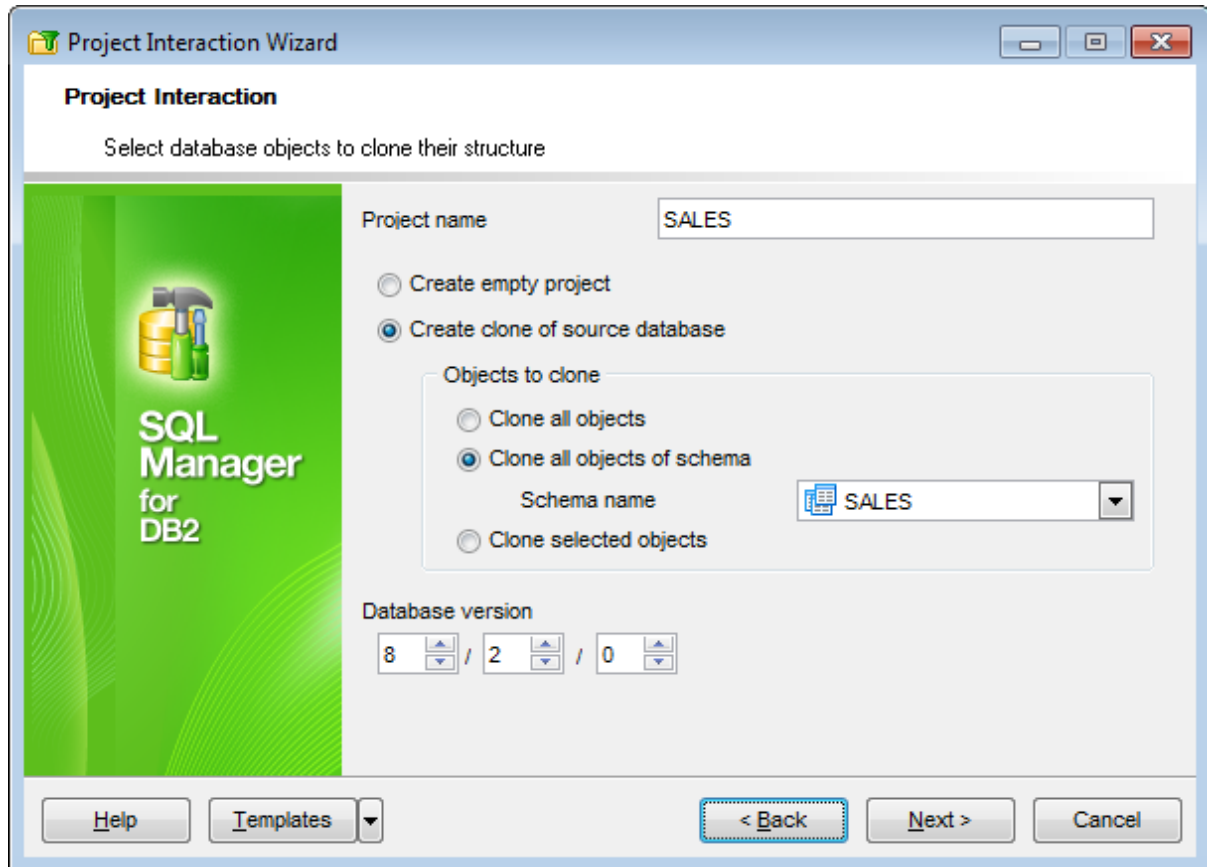 Project Interaction Wizard
Project Interaction
Select database objects to clone their structure
Project name SALES
Create empty project
Create clone of source database
Objects to clone
Clone all objects
Clone all objects of schema
Schema name SALES
Clone selected objects
SQL
Manager
for
DB2
Database version
8 / 2 / 0
Help Templates < Back Next > Cancel